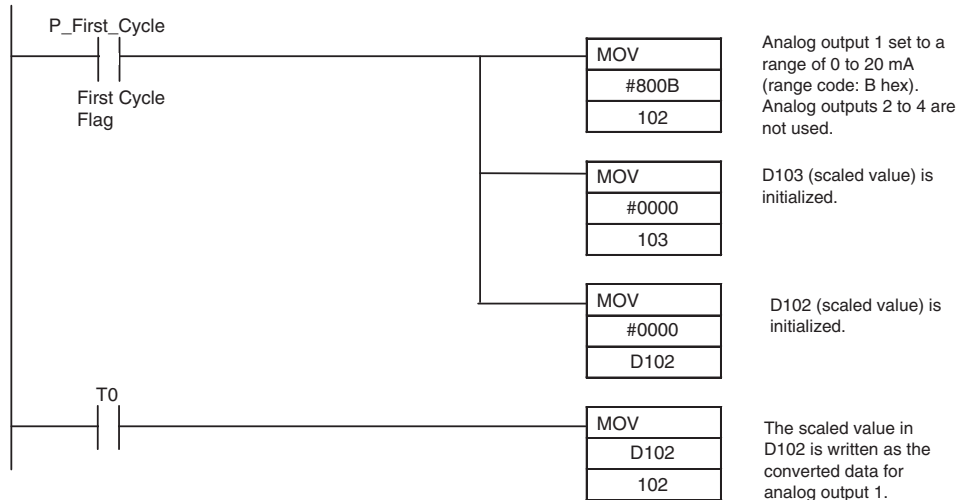 P_First_Cycle
First Cycle
Flag
MOV
#800B
102
Analog output 1 set to a
range of 0 to 20 mA
(range code: B hex).
Analog outputs 2 to 4 are
not used.
MOV
#0000
103
D103 (scaled value) is
initialized.
MOV
#0000
D102
D102 (scaled value) is
initialized.
T0
MOV
D102
102
The scaled value in
D102 is written as the
converted data for
analog output 1.